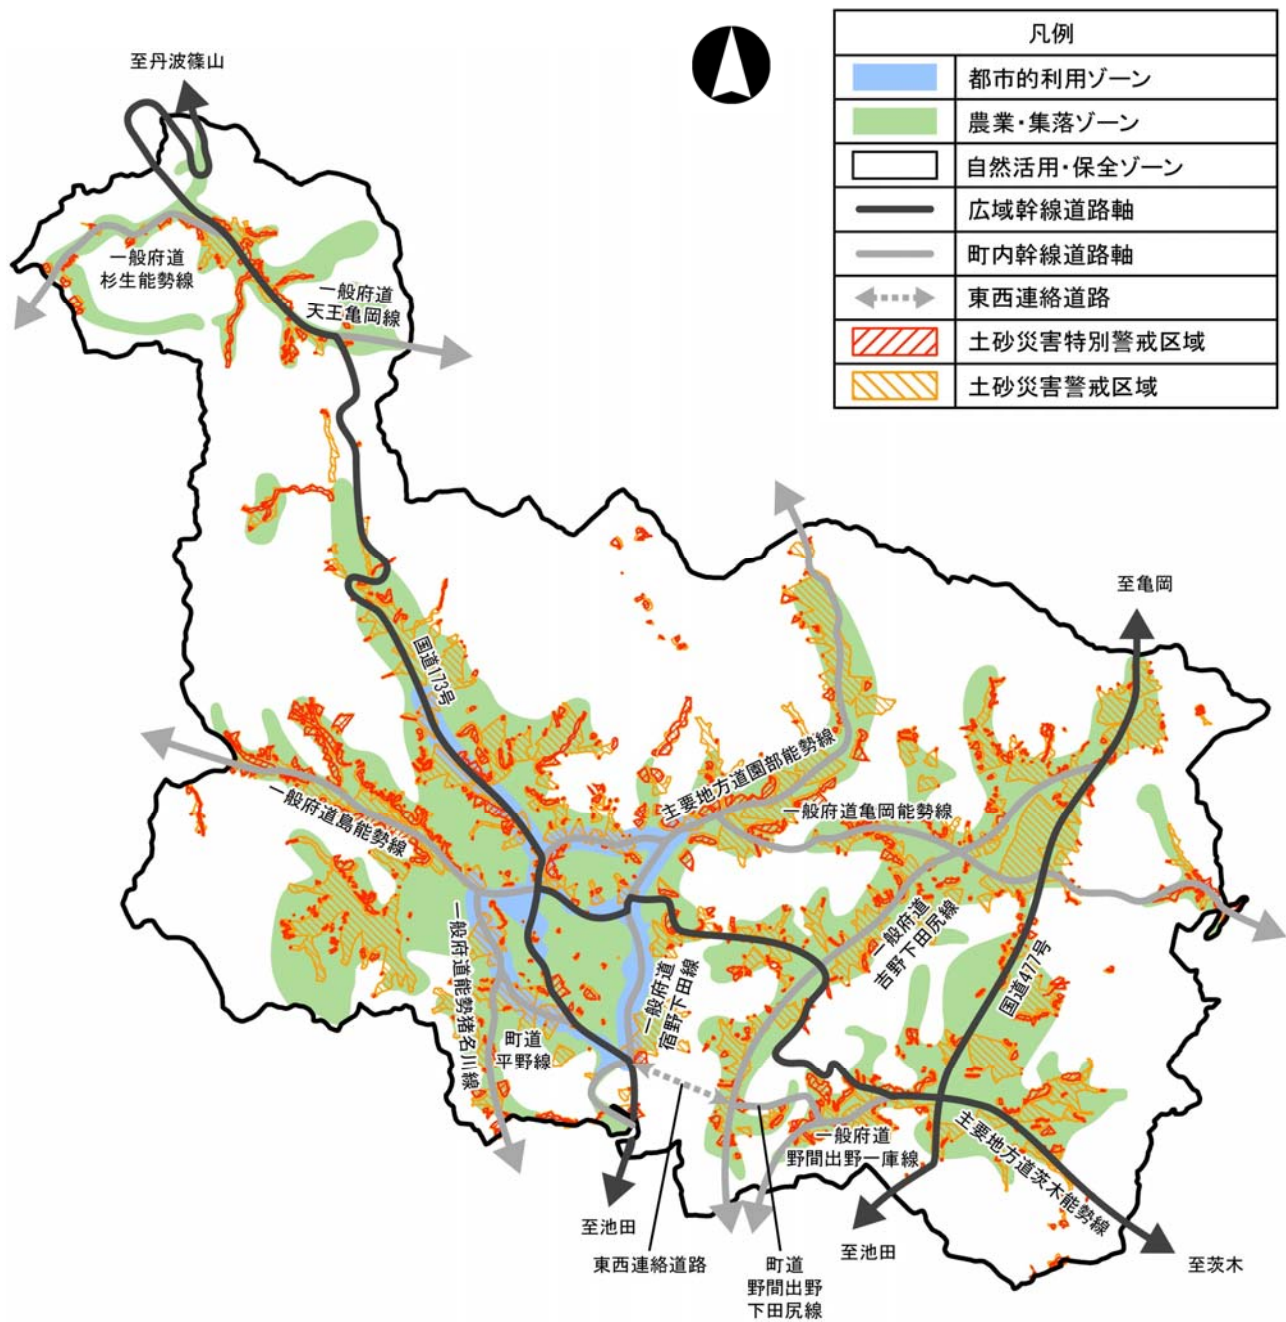 凡例
都市的利用ゾーン
農業・集落ゾーン
自然活用・保全ゾーン
広域幹線道路軸
町内幹線道路軸
東西連絡道路
土砂災害特別警戒区域
土砂災害警戒区域
至丹波篠山
一般府道
杉生能勢線
一般府道
天王亀岡線
至亀岡
国道173号
主要地方道園部能勢線
一般府道島能勢線
一般府道亀岡能勢線
一般府道
吉野下田尻線
国道477号
一般府道能勢猪名川線
一般府道
宿野下田線
町道
平野線
一般府道
野間出野一庫線
主要地方道茨木能勢線
至池田
東西連絡道路
町道
野間出野
下田尻線
至池田
至茨木